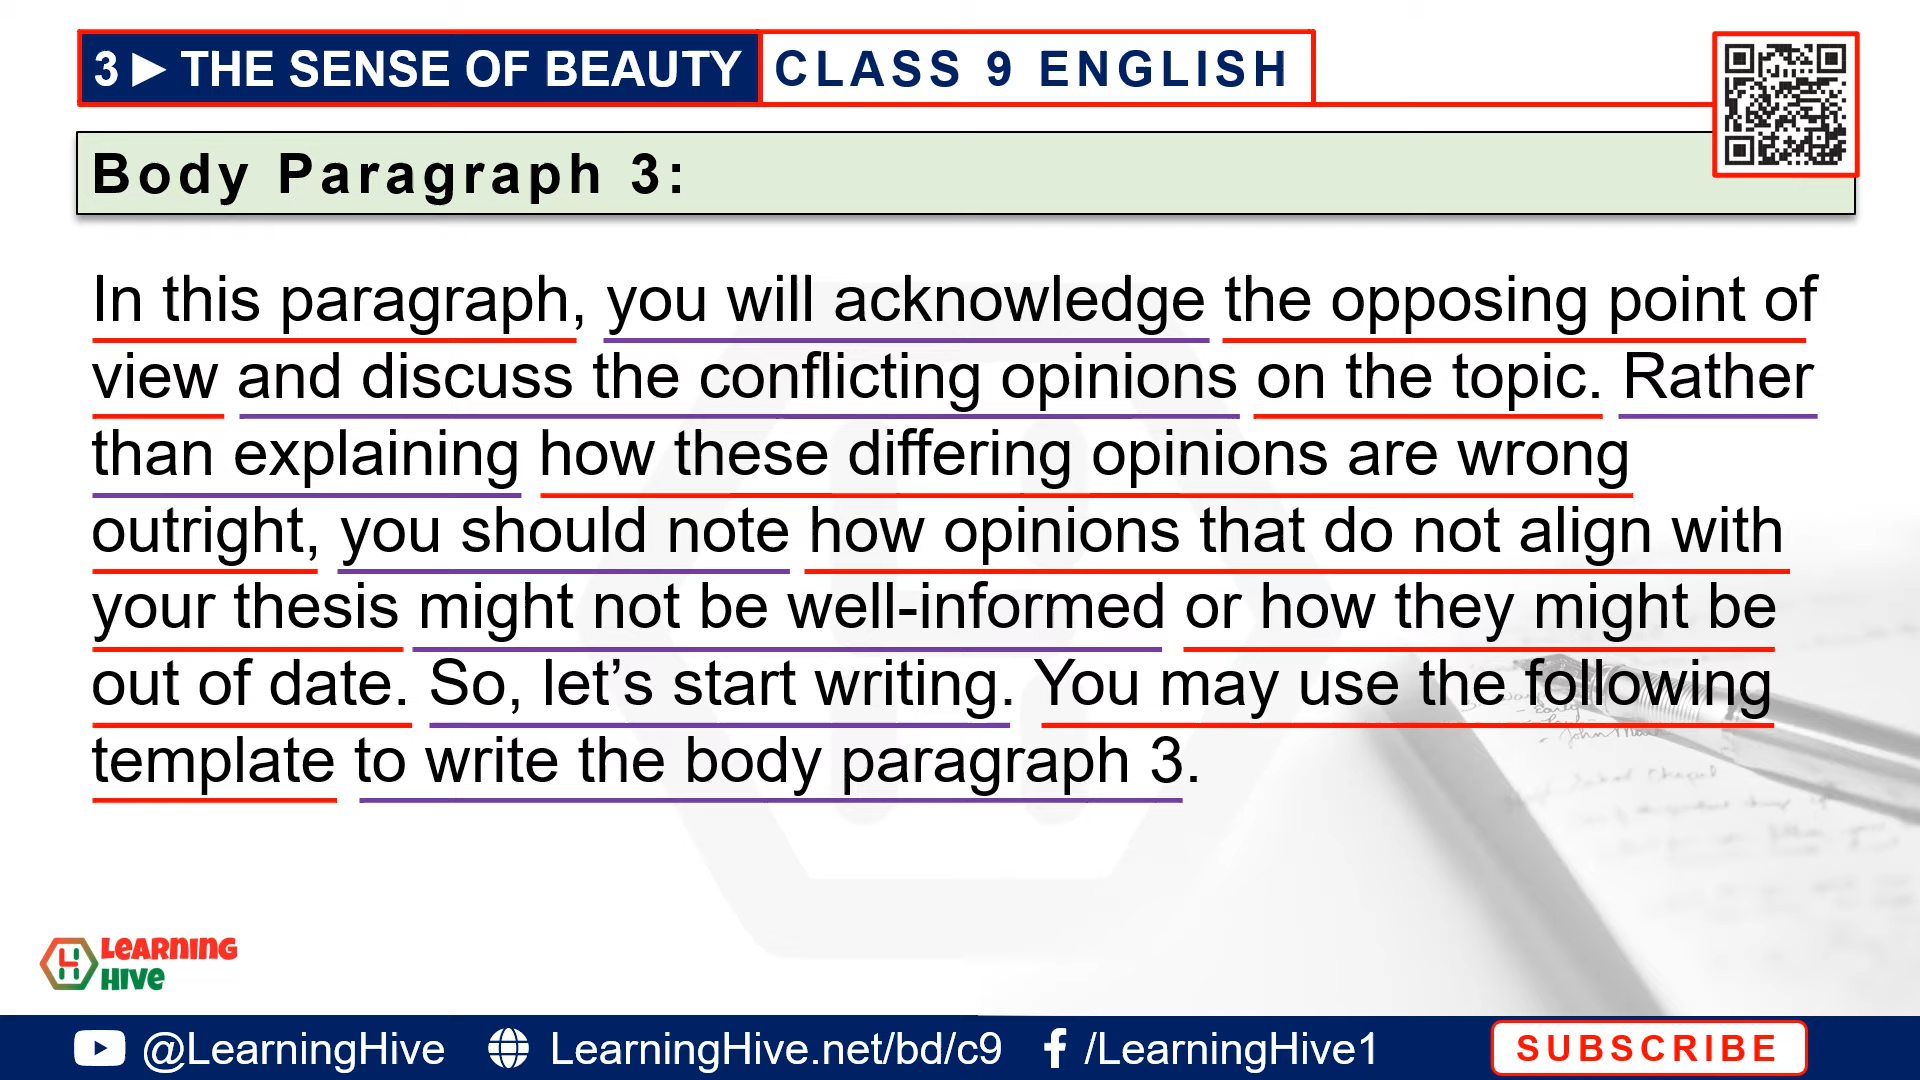 3 ► THE SENSE OF BEAUTY CLASS 9 ENGLISH
Body Paragraph 3:
In this paragraph, you will acknowledge the opposing point of
view and discuss the conflicting opinions on the topic. Rather
than explaining how these differing opinions are wrong
outright, you should note how opinions that do not align with
your thesis might not be well-informed or how they might be
out of date. So, let’s start writing. You may use the following
template to write the body paragraph 3.
LEARNING
HIVE
@LearningHive LearningHive.net/bd/c9 /LearningHive1 SUBSCRIBE